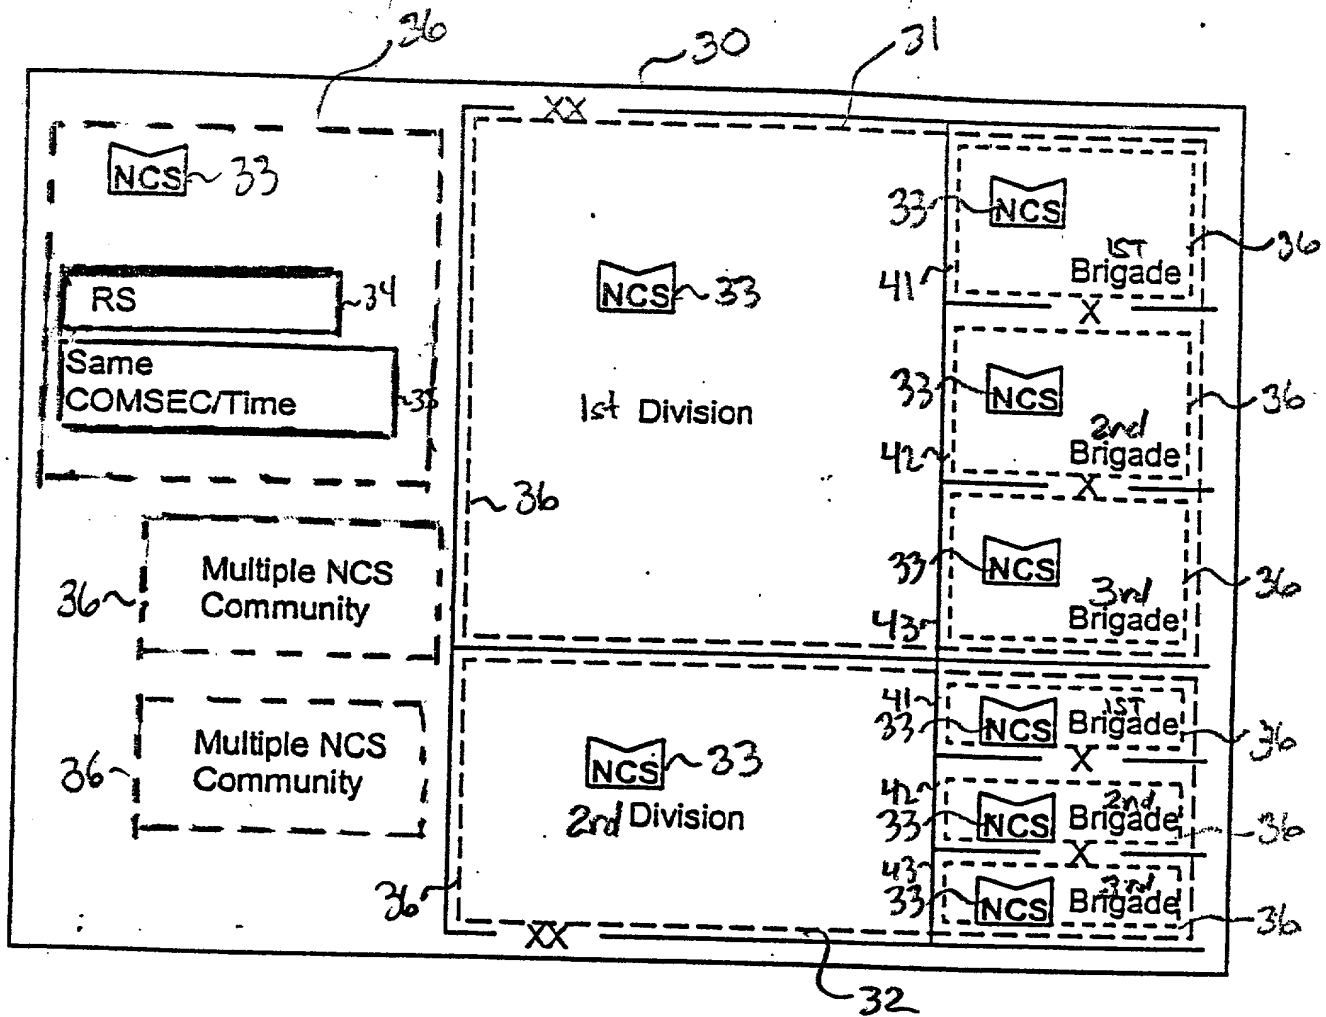 36
30
31
XX
NCS 33
RS 34
Same
COMSEC/Time 35
Multiple NCS
Community
36
Multiple NCS
Community
36
NCS 33
1st Division
36
33 NCS
1ST
Brigade
41
36
X
33 NCS
2nd
Brigade
42
36
X
33 NCS
3rd
Brigade
43
36
NCS 33
2nd Division
36
XX
32
41
33 NCS
1ST
Brigade
36
X
42
33 NCS
2nd
Brigade
36
X
43
33 NCS
3rd
Brigade
36